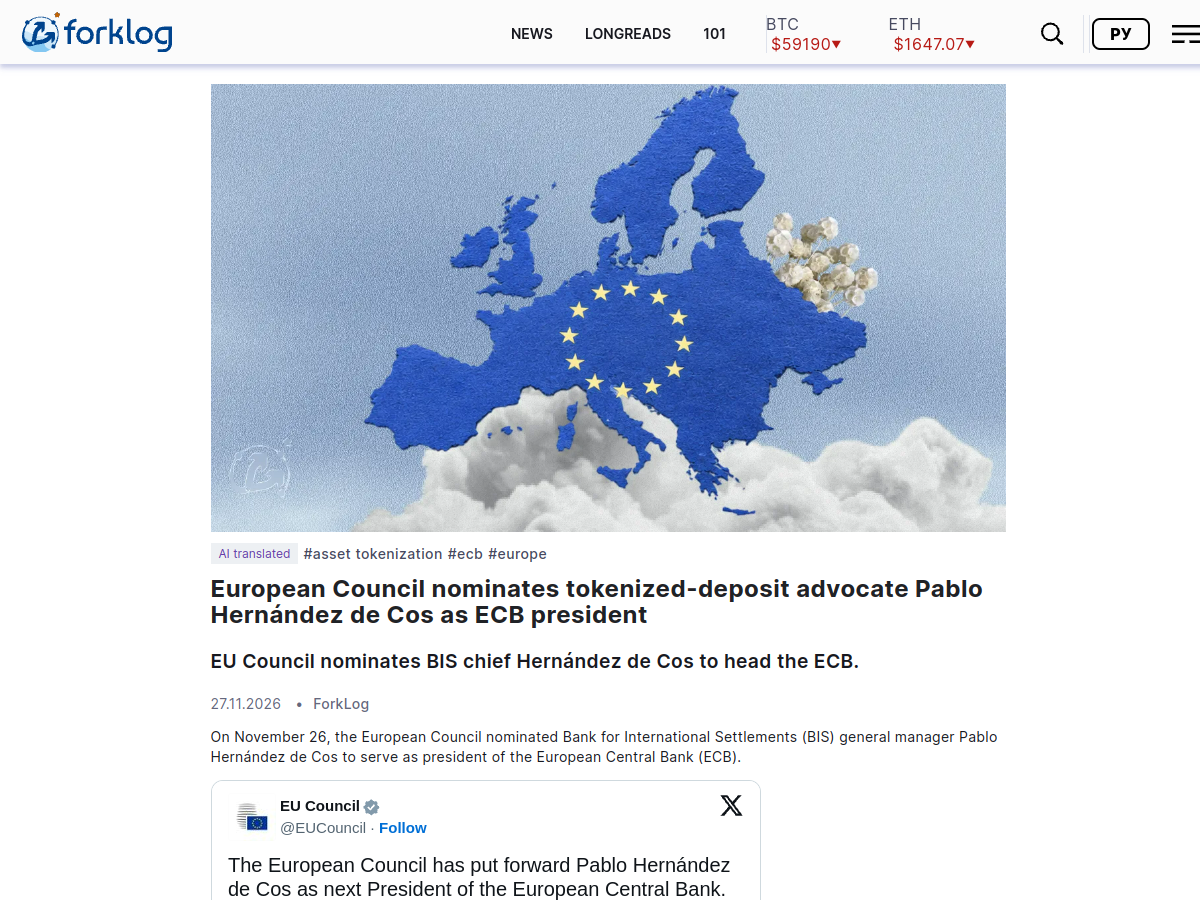 forklog
NEWS
LONGREADS
101
BTC
$59190▼
ETH
$1647.07▼
РУ
AI translated #asset tokenization #ecb #europe
European Council nominates tokenized-deposit advocate Pablo
Hernández de Cos as ECB president
EU Council nominates BIS chief Hernández de Cos to head the ECB.
27.11.2026 • ForkLog
On November 26, the European Council nominated Bank for International Settlements (BIS) general manager Pablo
Hernández de Cos to serve as president of the European Central Bank (ECB).
EU Council
@EUCouncil · Follow
The European Council has put forward Pablo Hernández
de Cos as next President of the European Central Bank.